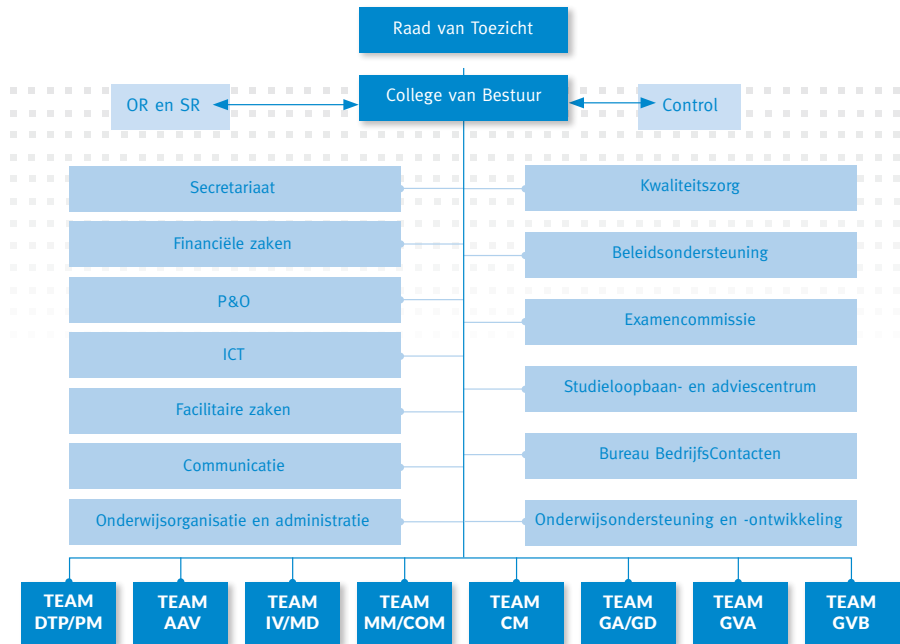 Raad van Toezicht
College van Bestuur
OR en SR
Control
Secretariaat
Financiële zaken
P&O
ICT
Facilitaire zaken
Communicatie
Onderwijsorganisatie en administratie
Kwaliteitszorg
Beleidsondersteuning
Examencommissie
Studieloopbaan- en adviescentrum
Bureau BedrijfsContacten
Onderwijsondersteuning en -ontwikkeling
TEAM
DTP/PM
TEAM
AAV
TEAM
IV/MD
TEAM
MM/COM
TEAM
CM
TEAM
GA/GD
TEAM
GVA
TEAM
GVB